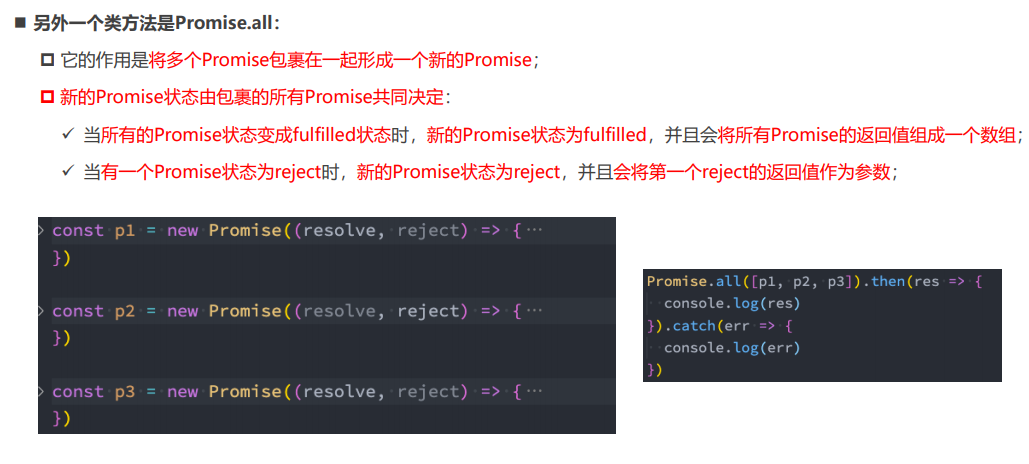 另外一个类方法是Promise.all：
它的作用是将多个Promise包裹在一起形成一个新的Promise；
新的Promise状态由包裹的所有Promise共同决定：
当所有的Promise状态变成fulfilled状态时，新的Promise状态为fulfilled，并且会将所有Promise的返回值组成一个数组；
当有一个Promise状态为reject时，新的Promise状态为reject，并且会将第一个reject的返回值作为参数；
const p1 = new Promise((resolve, reject) => {···
})
const p2 = new Promise((resolve, reject) => {···
})
const p3 = new Promise((resolve, reject) => {···
})
Promise.all([p1, p2, p3]).then(res => {
  console.log(res)
}).catch(err => {
  console.log(err)
})